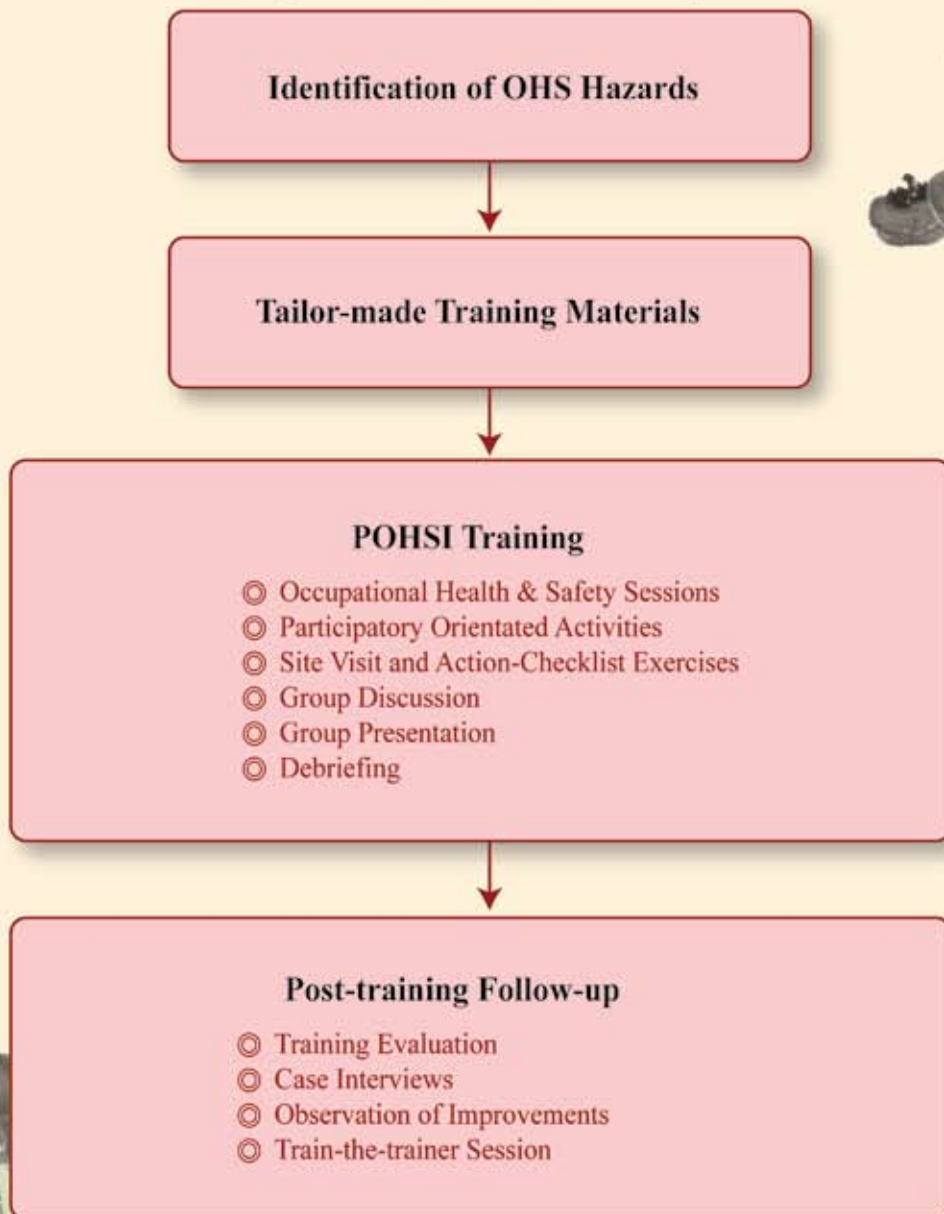 Identification of OHS Hazards
Tailor-made Training Materials
POHSI Training
◎ Occupational Health & Safety Sessions
◎ Participatory Orientated Activities
◎ Site Visit and Action-Checklist Exercises
◎ Group Discussion
◎ Group Presentation
◎ Debriefing
Post-training Follow-up
◎ Training Evaluation
◎ Case Interviews
◎ Observation of Improvements
◎ Train-the-trainer Session